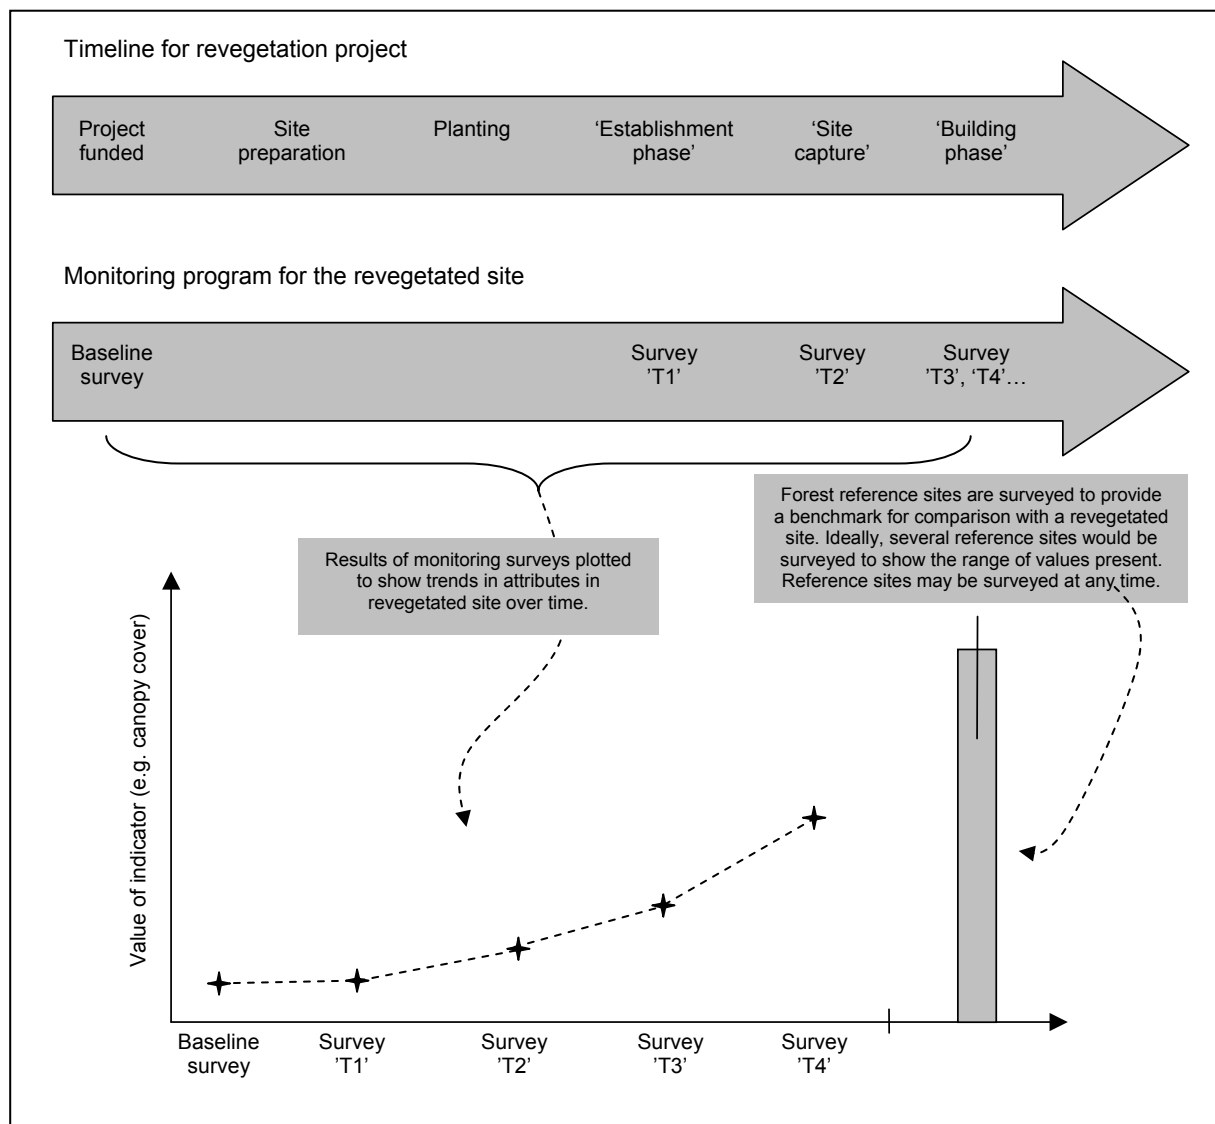 Timeline for revegetation project
Project
funded
Site
preparation
Planting
‘Establishment
phase’
‘Site
capture’
‘Building
phase’
Monitoring program for the revegetated site
Baseline
survey
Survey
’T1’
Survey
’T2’
Survey
’T3’, ‘T4’…
Forest reference sites are surveyed to provide
a benchmark for comparison with a revegetated
site. Ideally, several reference sites would be
surveyed to show the range of values present.
Reference sites may be surveyed at any time.
Results of monitoring surveys plotted
to show trends in attributes in
revegetated site over time.
Value of indicator (e.g. canopy cover)
Baseline
survey
Survey
’T1’
Survey
’T2’
Survey
’T3’
Survey
’T4’